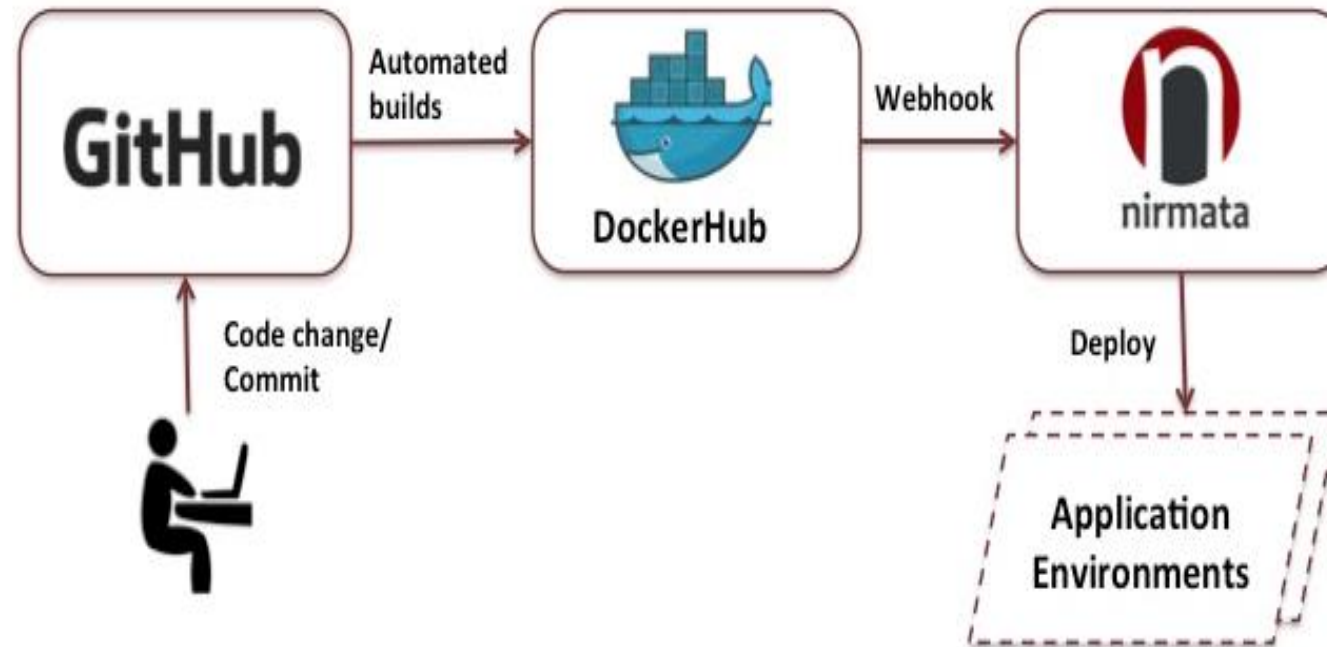 GitHub
Automated
builds
DockerHub
Webhook
nirmata
Code change/
Commit
Deploy
Application
Environments